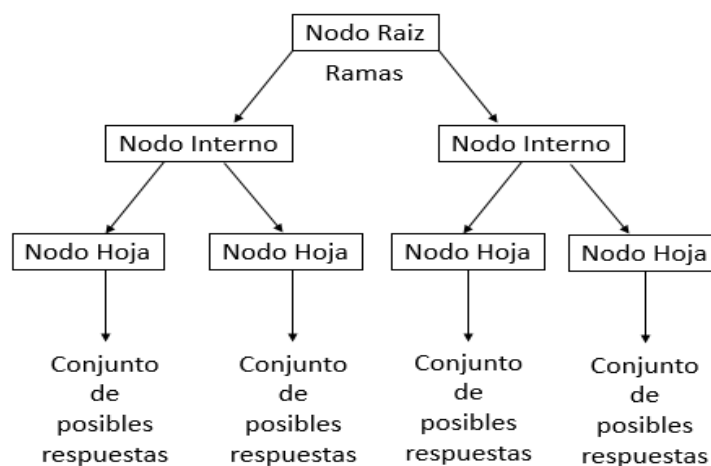 Nodo Raiz
Ramas
Nodo Interno
Nodo Interno
Nodo Hoja
Nodo Hoja
Nodo Hoja
Nodo Hoja
Conjunto
de
posibles
respuestas
Conjunto
de
posibles
respuestas
Conjunto
de
posibles
respuestas
Conjunto
de
posibles
respuestas